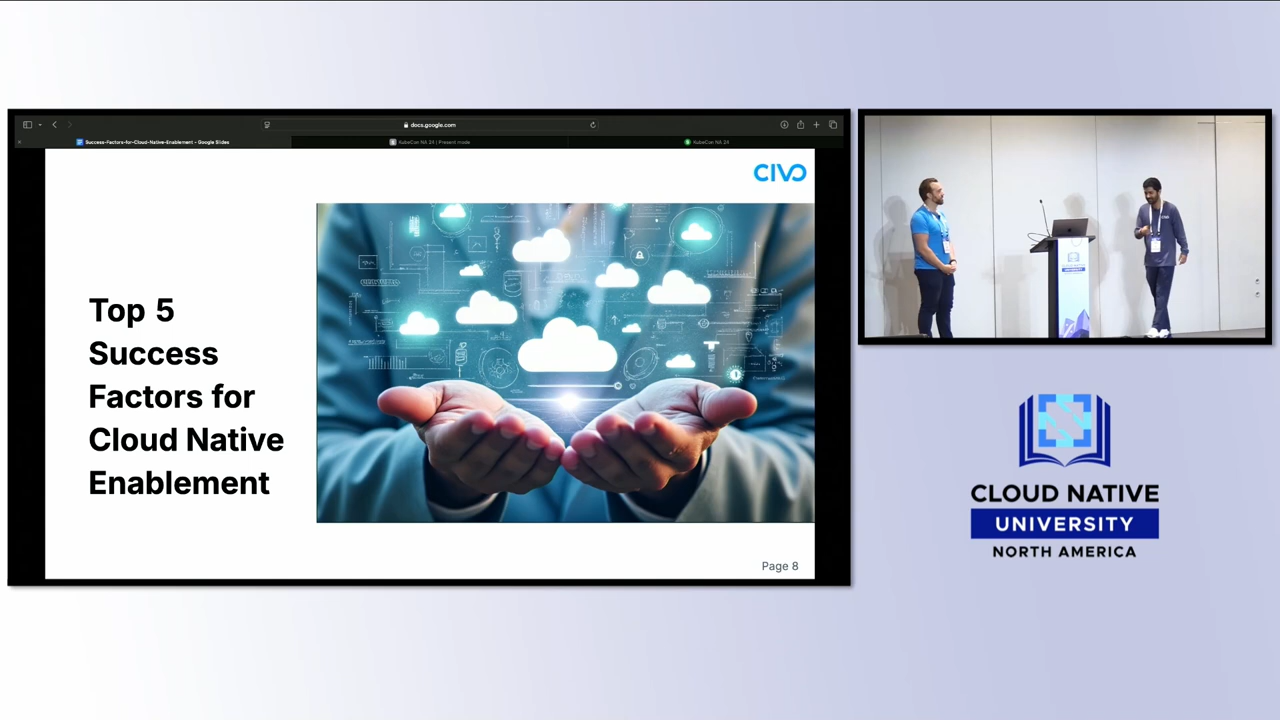 docs.google.com
Success-Factors-for-Cloud-Native-Enablement - Google Slides
KubeCon NA 24 | Present mode
KubeCon NA 24
CIVO
Top 5
Success
Factors for
Cloud Native
Enablement
Page 8
CLOUD NATIVE
UNIVERSITY
NORTH AMERICA